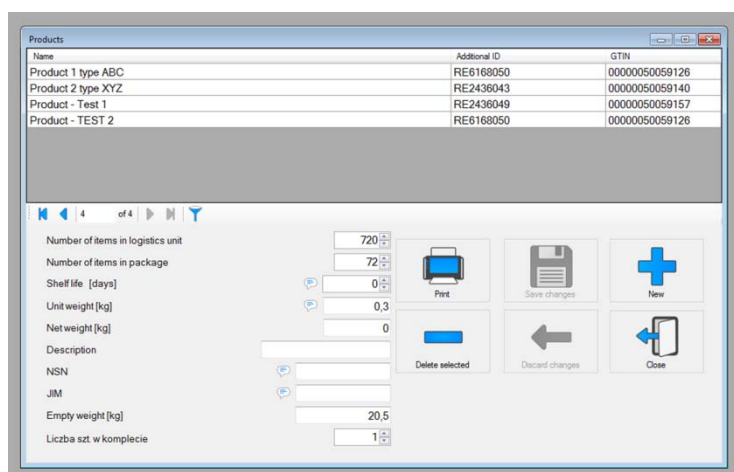 Products
Name Additional ID GTIN
Product 1 type ABC RE6168050 00000050059126
Product 2 type XYZ RE2436043 00000050059140
Product - Test 1 RE2436049 00000050059157
Product - TEST 2 RE6168050 00000050059126
4 of 4
Number of items in logistics unit 720
Number of items in package 72
Shelf life [days] 0
Unit weight [kg] 0,3
Net weight [kg] 0
Description
NSN
JIM
Empty weight [kg] 20,5
Liczba szt. w komplecie 1
Print Save changes New
Delete selected Discard changes Close